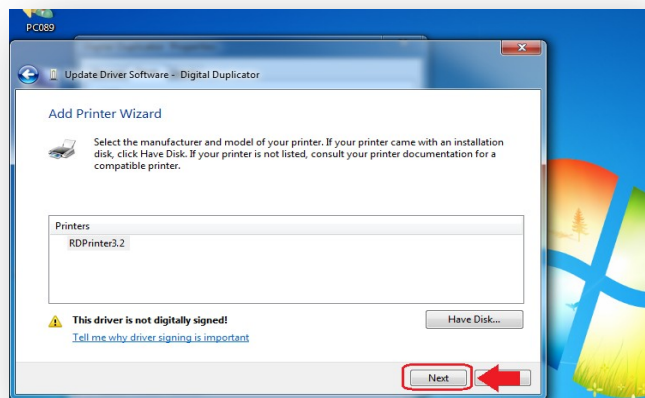 PC089
Update Driver Software - Digital Duplicator
Add Printer Wizard
Select the manufacturer and model of your printer. If your printer came with an installation
disk, click Have Disk. If your printer is not listed, consult your printer documentation for a
compatible printer.
Printers
RDPrinter3.2
This driver is not digitally signed!
Have Disk...
Tell me why driver signing is important
Next